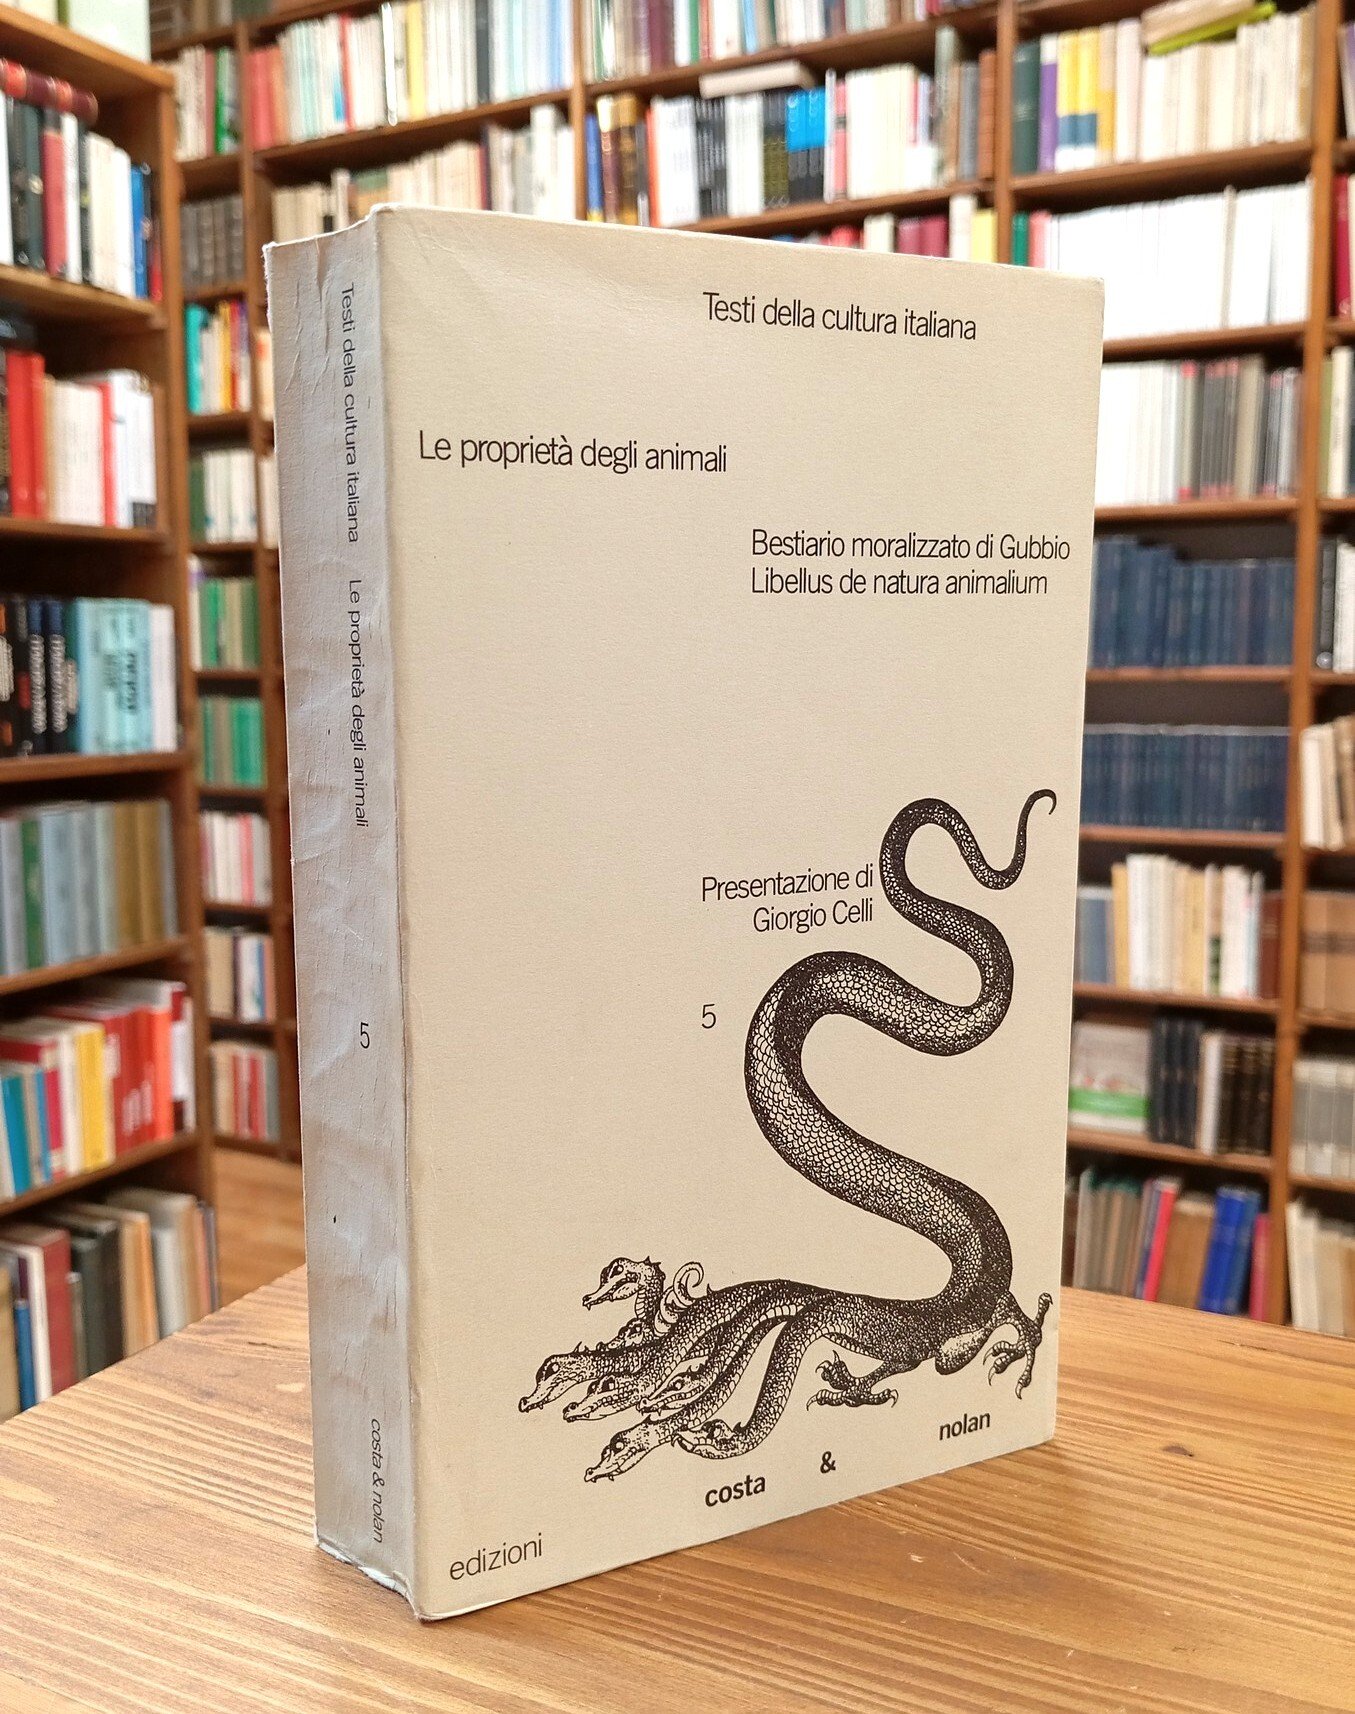 Testi della cultura italiana
Le proprietà degli animali
Bestiario moralizzato di Gubbio
Libellus de natura animalium
Presentazione di
Giorgio Celli
5
costa & nolan
edizioni
Testi della cultura italiana Le proprietà degli animali 5 costa & nolan